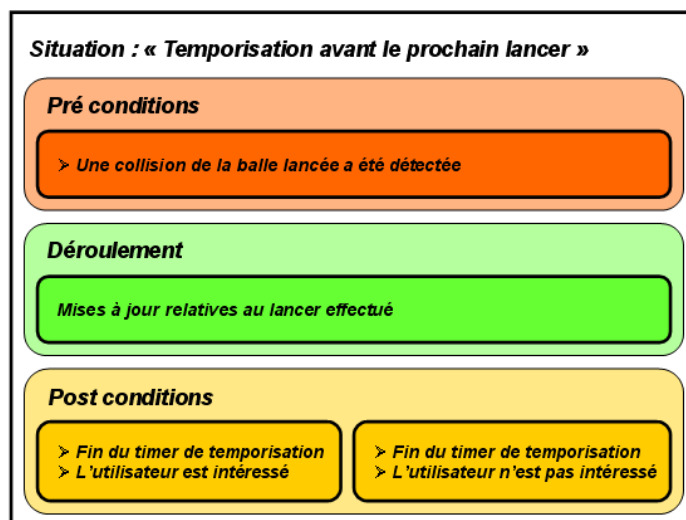 Situation : « Temporisation avant le prochain lancer »
Pré conditions
➢ Une collision de la balle lancée a été détectée
Déroulement
Mises à jour relatives au lancer effectué
Post conditions
➢ Fin du timer de temporisation
➢ L'utilisateur est intéressé
➢ Fin du timer de temporisation
➢ L'utilisateur n'est pas intéressé